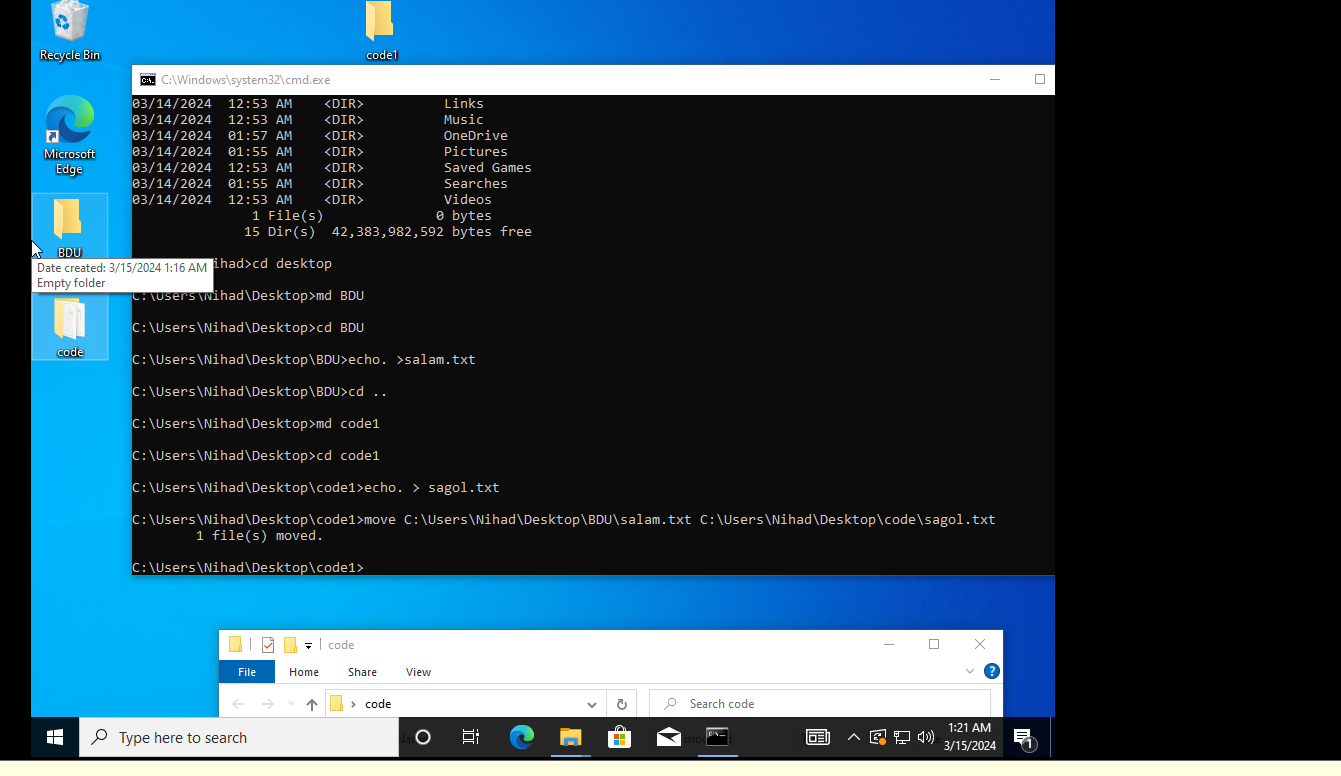 Recycle Bin
code1
Microsoft
Edge
BDU
Date created: 3/15/2024 1:16 AM
Empty folder
code
C:\Windows\system32\cmd.exe
03/14/2024  12:53 AM    <DIR>          Links
03/14/2024  12:53 AM    <DIR>          Music
03/14/2024  01:57 AM    <DIR>          OneDrive
03/14/2024  01:55 AM    <DIR>          Pictures
03/14/2024  12:53 AM    <DIR>          Saved Games
03/14/2024  01:55 AM    <DIR>          Searches
03/14/2024  12:53 AM    <DIR>          Videos
1 File(s)              0 bytes
15 Dir(s)  42,383,982,592 bytes free
ihad>cd desktop
C:\Users\Nihad\Desktop>md BDU
C:\Users\Nihad\Desktop>cd BDU
C:\Users\Nihad\Desktop\BDU>echo. >salam.txt
C:\Users\Nihad\Desktop\BDU>cd ..
C:\Users\Nihad\Desktop>md code1
C:\Users\Nihad\Desktop>cd code1
C:\Users\Nihad\Desktop\code1>echo. > sagol.txt
C:\Users\Nihad\Desktop\code1>move C:\Users\Nihad\Desktop\BDU\salam.txt C:\Users\Nihad\Desktop\code\sagol.txt
1 file(s) moved.
C:\Users\Nihad\Desktop\code1>
code
File Home Share View
code
Search code
Type here to search
1:21 AM
3/15/2024
1